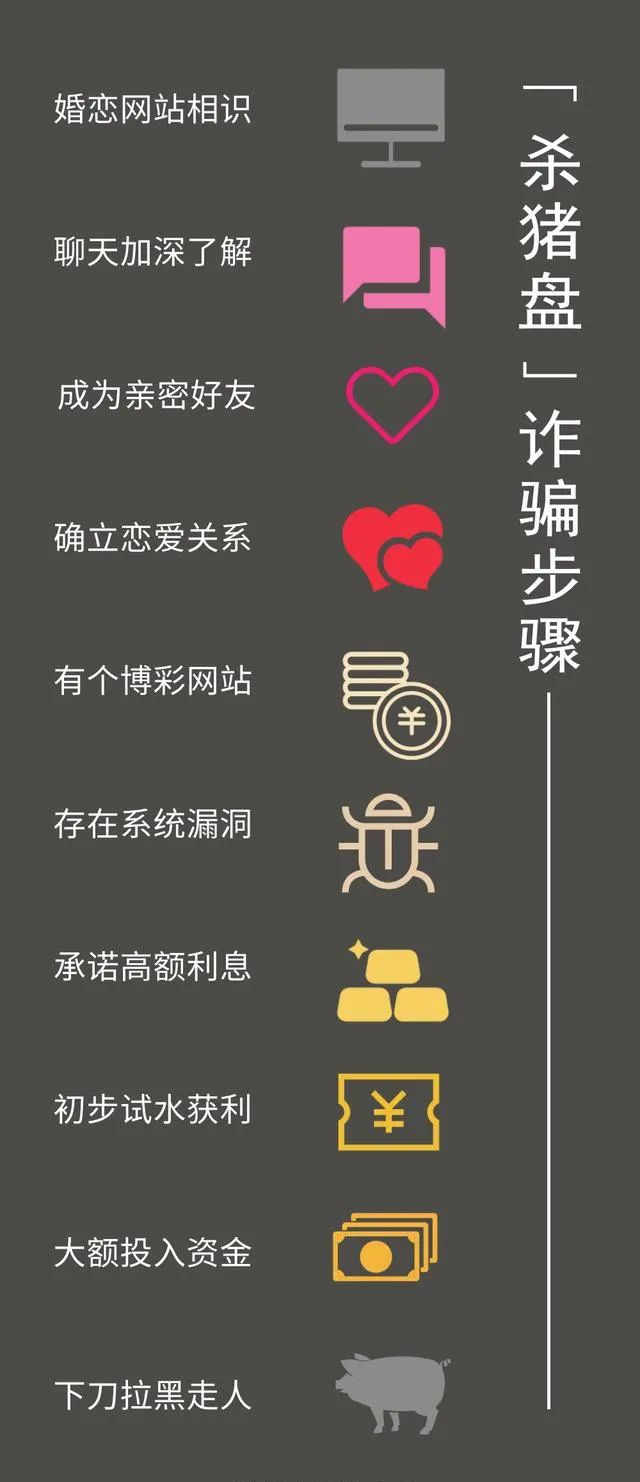 「杀猪盘」诈骗步骤
婚恋网站相识
聊天加深了解
成为亲密好友
确立恋爱关系
有个博彩网站
¥
存在系统漏洞
承诺高额利息
初步试水获利
¥
大额投入资金
下刀拉黑走人